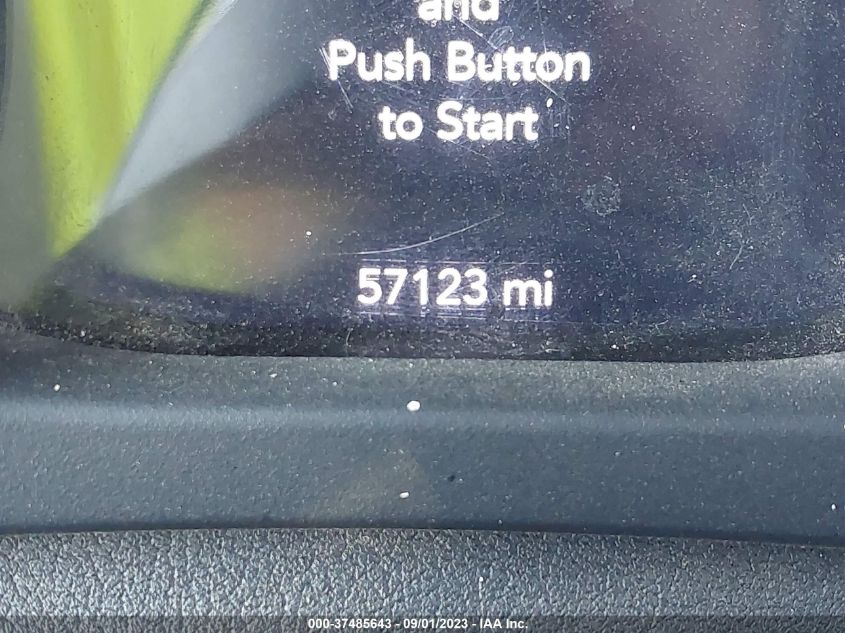 and
Push Button
to Start
57123 mi
000-37485643 - 09/01/2023 - IAA Inc.